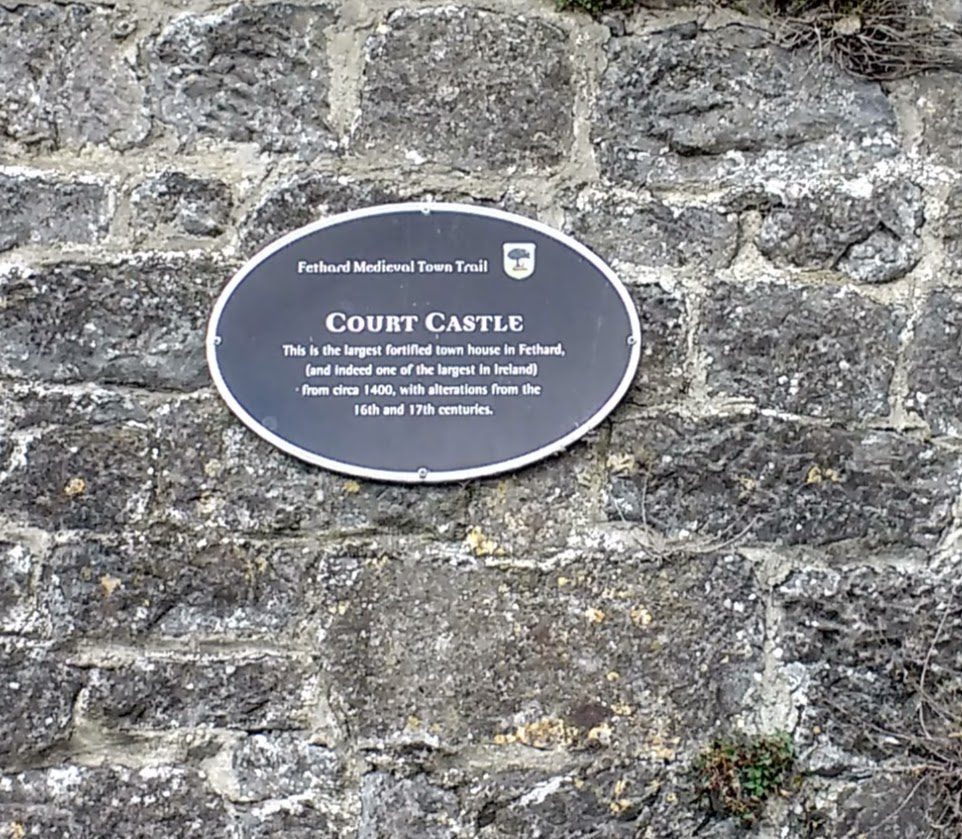 Fethard Medieval Town Trail
COURT CASTLE
This is the largest fortified town house in Fethard,
(and indeed one of the largest in Ireland)
from circa 1400, with alterations from the
16th and 17th centuries.